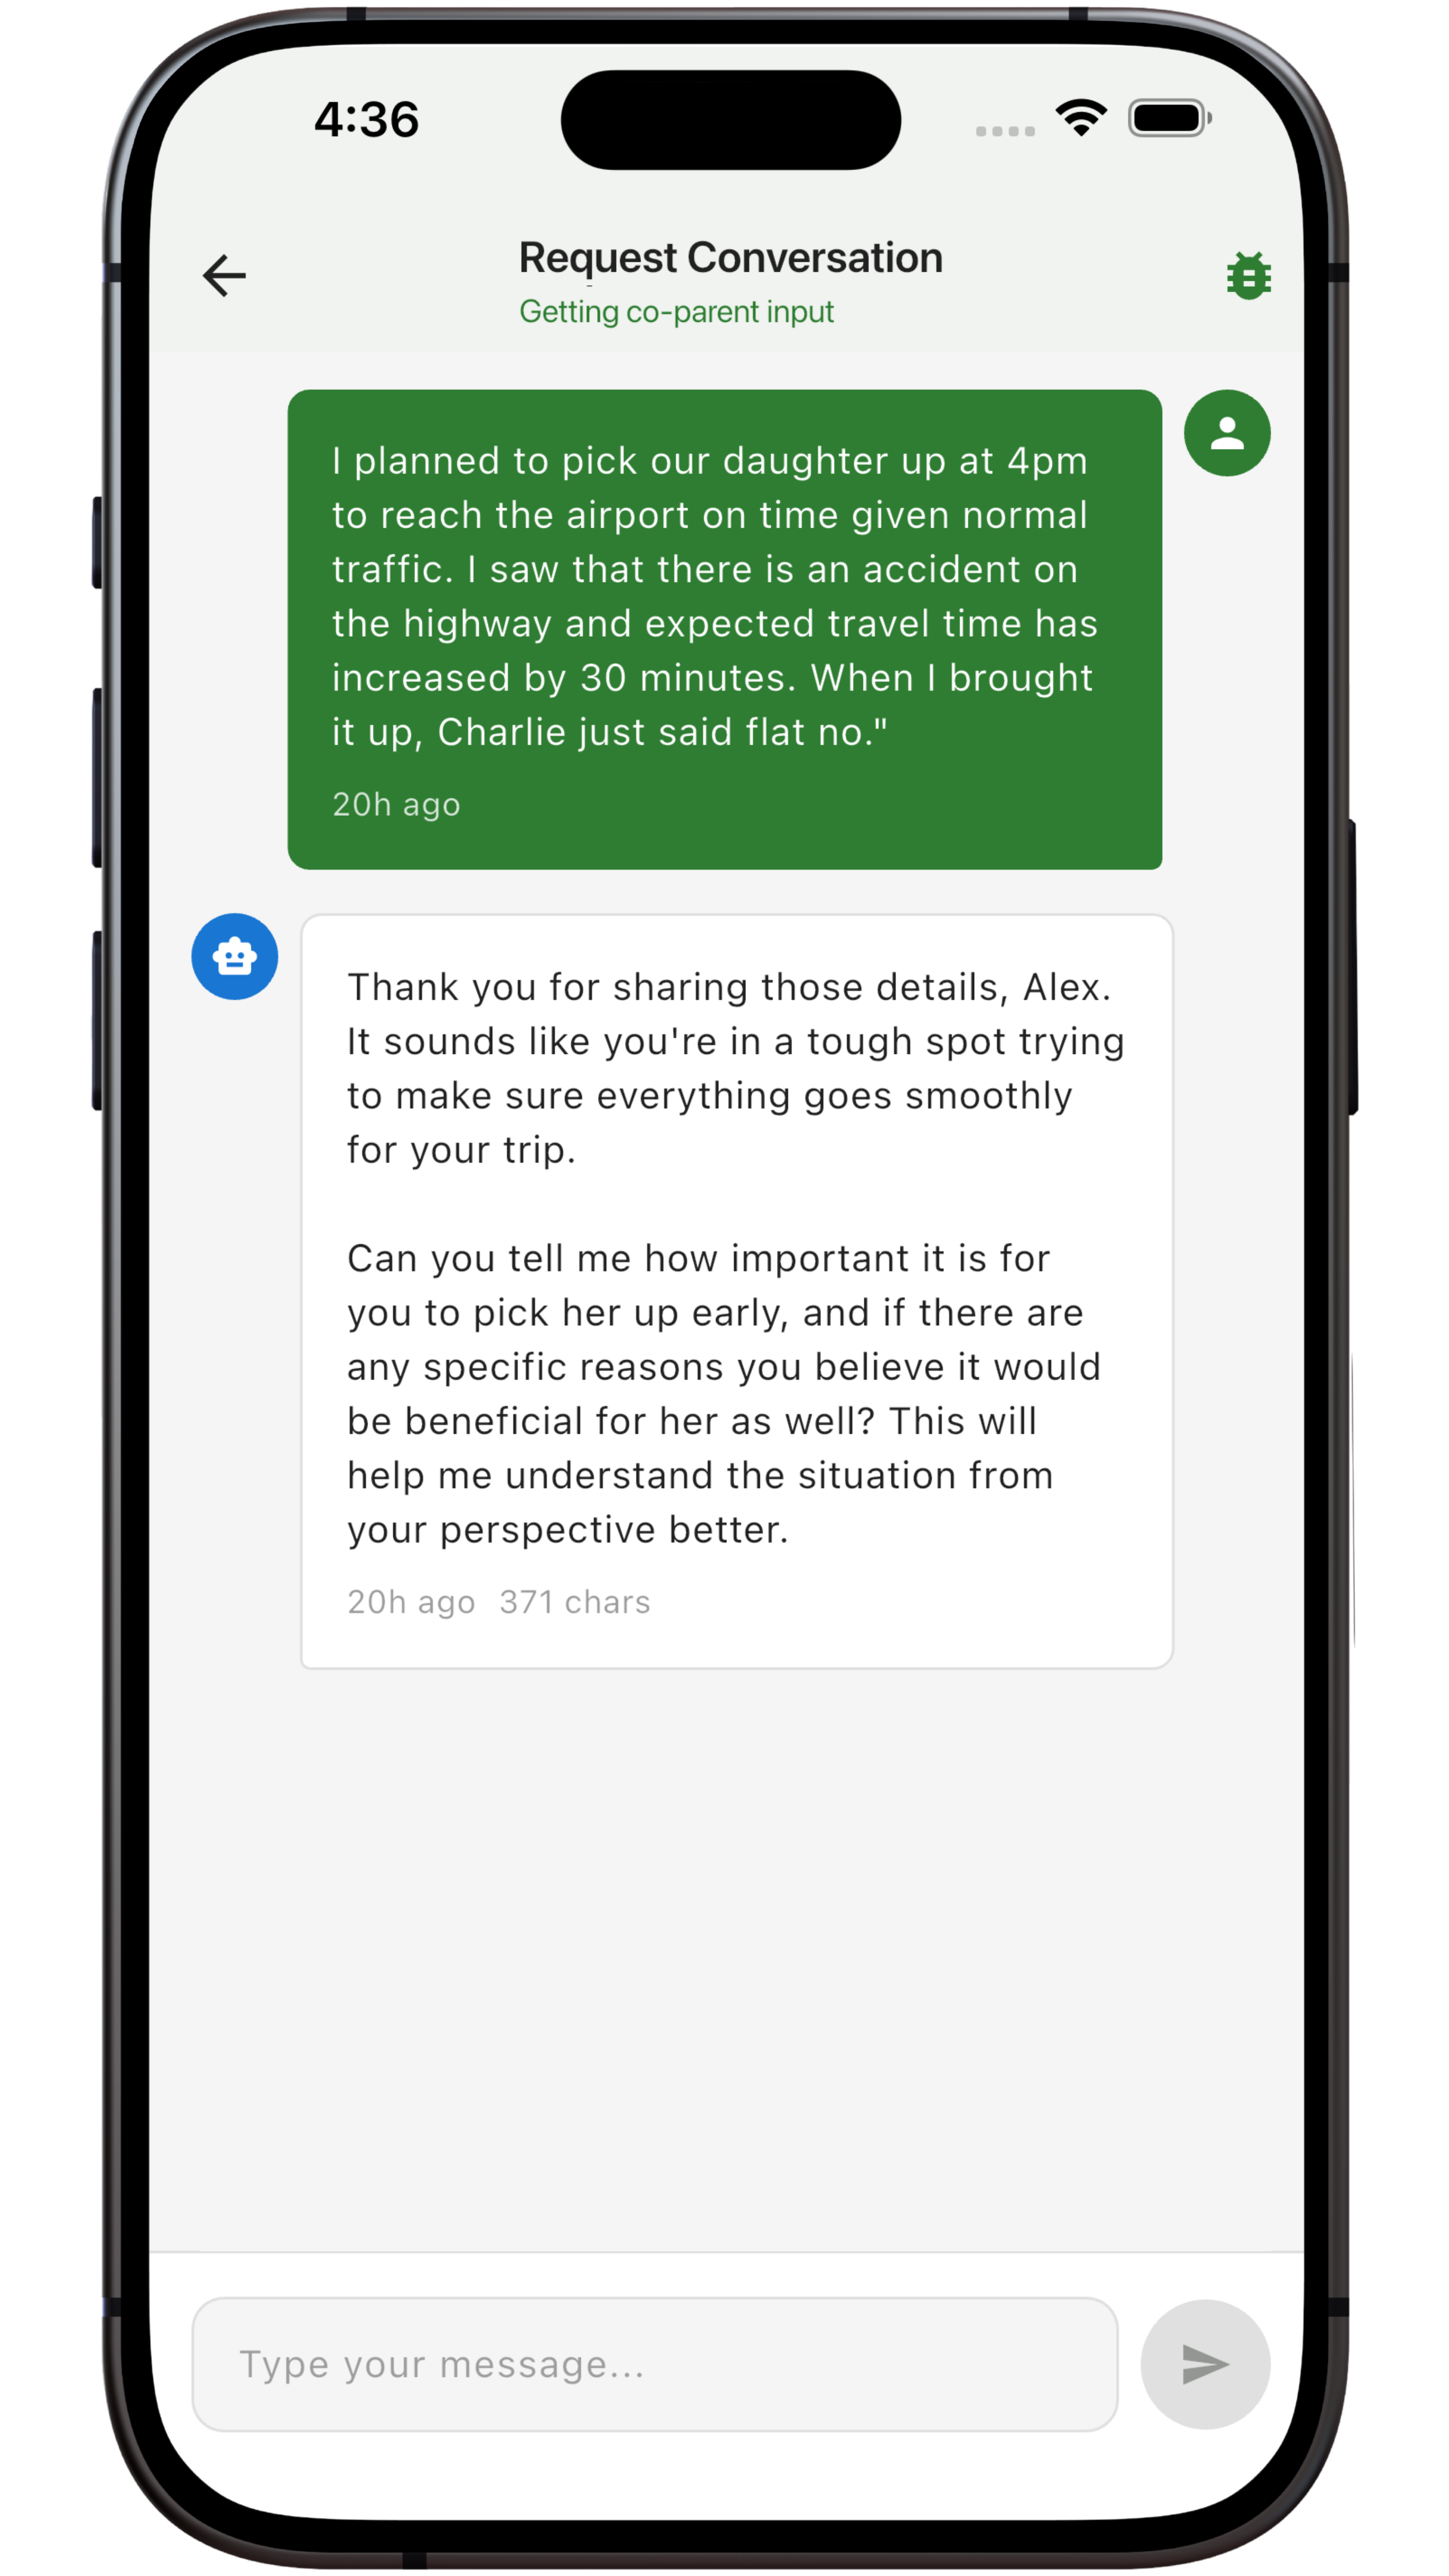 4:36
Request Conversation
Getting co-parent input
I planned to pick our daughter up at 4pm
to reach the airport on time given normal
traffic. I saw that there is an accident on
the highway and expected travel time has
increased by 30 minutes. When I brought
it up, Charlie just said flat no."
20h ago
Thank you for sharing those details, Alex.
It sounds like you're in a tough spot trying
to make sure everything goes smoothly
for your trip.
Can you tell me how important it is for
you to pick her up early, and if there are
any specific reasons you believe it would
be beneficial for her as well? This will
help me understand the situation from
your perspective better.
20h ago 371 chars
Type your message...